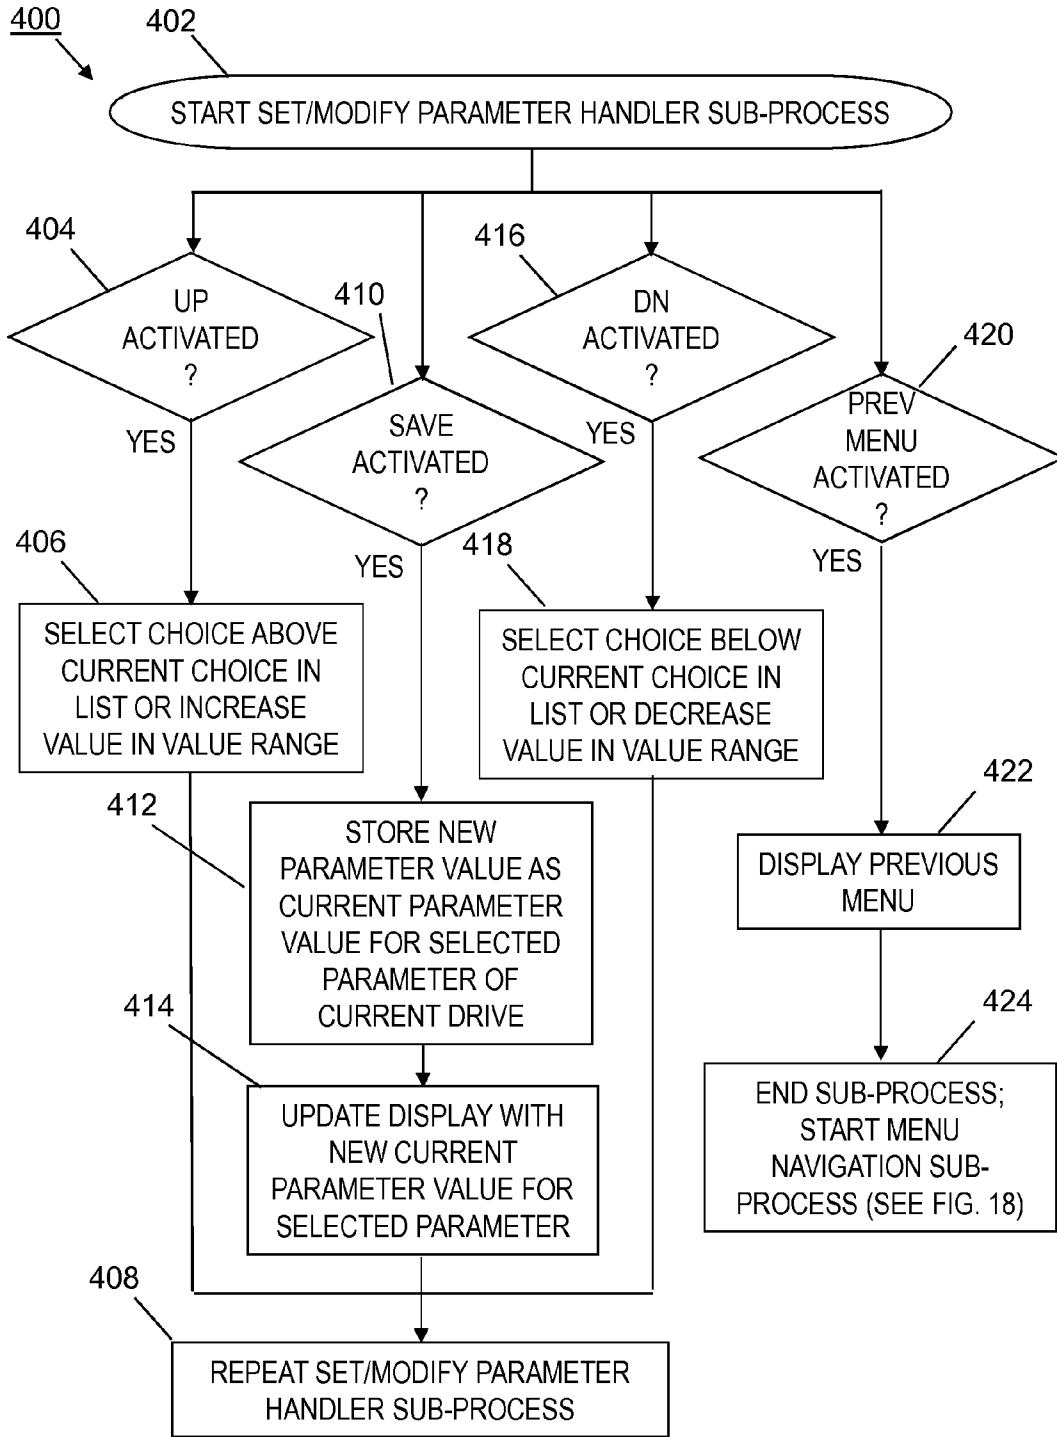 400
402
START SET/MODIFY PARAMETER HANDLER SUB-PROCESS
404
UP
ACTIVATED
?
YES
410
SAVE
ACTIVATED
?
YES
416
DN
ACTIVATED
?
YES
420
PREV
MENU
ACTIVATED
?
YES
406
SELECT CHOICE ABOVE
CURRENT CHOICE IN
LIST OR INCREASE
VALUE IN VALUE RANGE
418
SELECT CHOICE BELOW
CURRENT CHOICE IN
LIST OR DECREASE
VALUE IN VALUE RANGE
412
STORE NEW
PARAMETER VALUE AS
CURRENT PARAMETER
VALUE FOR SELECTED
PARAMETER OF
CURRENT DRIVE
422
DISPLAY PREVIOUS
MENU
414
UPDATE DISPLAY WITH
NEW CURRENT
PARAMETER VALUE FOR
SELECTED PARAMETER
424
END SUB-PROCESS;
START MENU
NAVIGATION SUB-
PROCESS (SEE FIG. 18)
408
REPEAT SET/MODIFY PARAMETER
HANDLER SUB-PROCESS